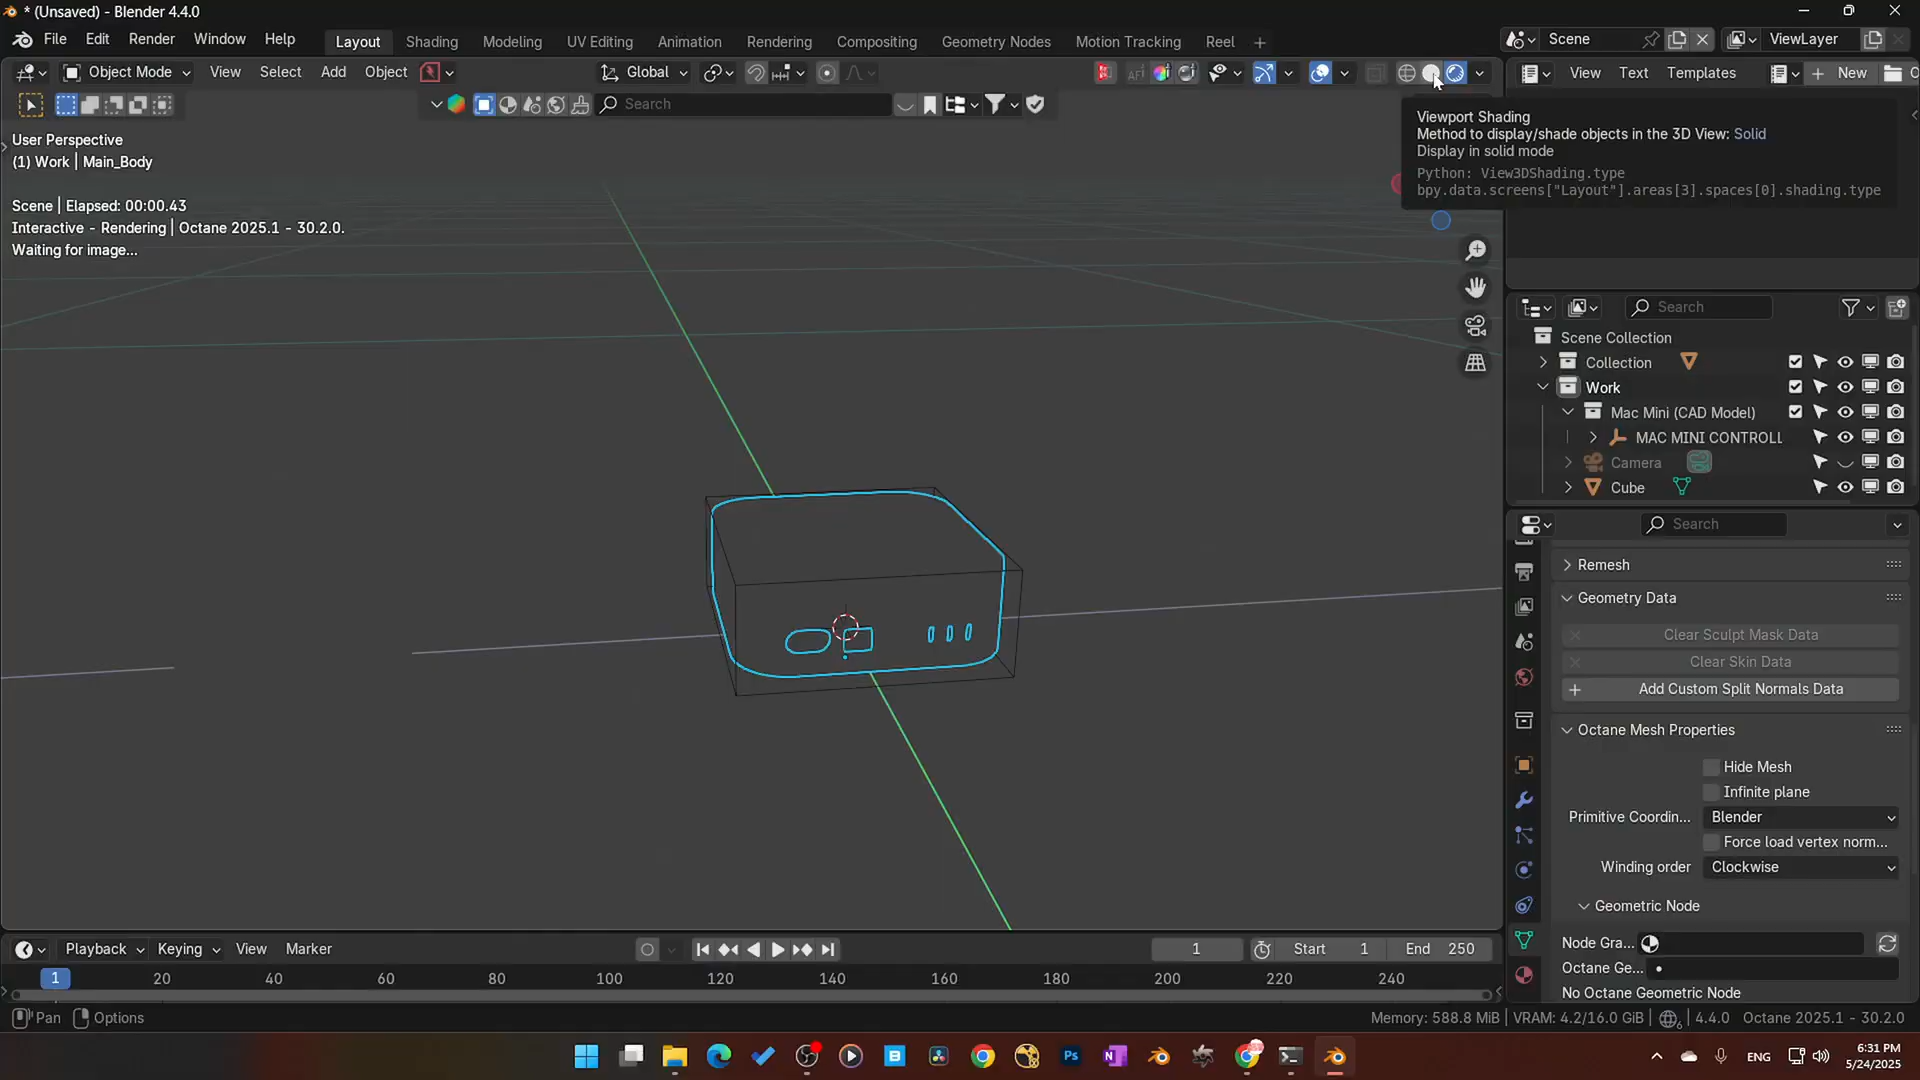 * (Unsaved) - Blender 4.4.0
File Edit Render Window Help
Layout Sculpting Modeling UV Editing Animation Rendering Compositing Geometry Nodes Motion Tracking Reel
Scene
ViewLayer
Object Mode View Select Add Object
Global
View Text Templates
New
Search
Viewport Shading
Method to display/shade objects in the 3D View: Solid
Display in solid mode
Python: View3DShading.type
bpy.data.screens["Layout"].areas[3].spaces[0].shading.type
User Perspective
(1) Work | Main_Body
Scene | Elapsed: 00:00.43
Interactive - Rendering | Octane 2025.1 - 30.2.0.
Waiting for image...
Search
Scene Collection
Collection
Work
Mac Mini (CAD Model)
MAC MINI CONTROLL
Camera
Cube
Search
Remesh
Geometry Data
Clear Sculpt Mask Data
Clear Skin Data
Add Custom Split Normals Data
Octane Mesh Properties
Hide Mesh
Infinite plane
Primitive Coordin... Blender
Force load vertex norm...
Winding order Clockwise
Geometric Node
Node Gra...
Octane Ge...
No Octane Geometric Node
Playback Keying View Marker
1 Start 1 End 250
1 20 40 60 80 100 120 140 160 180 200 220 240
Pan Options
Memory: 588.8 MiB | VRAM: 4.2/16.0 GiB | 4.4.0 Octane 2025.1 - 30.2.0
ENG
6:31 PM
5/24/2025